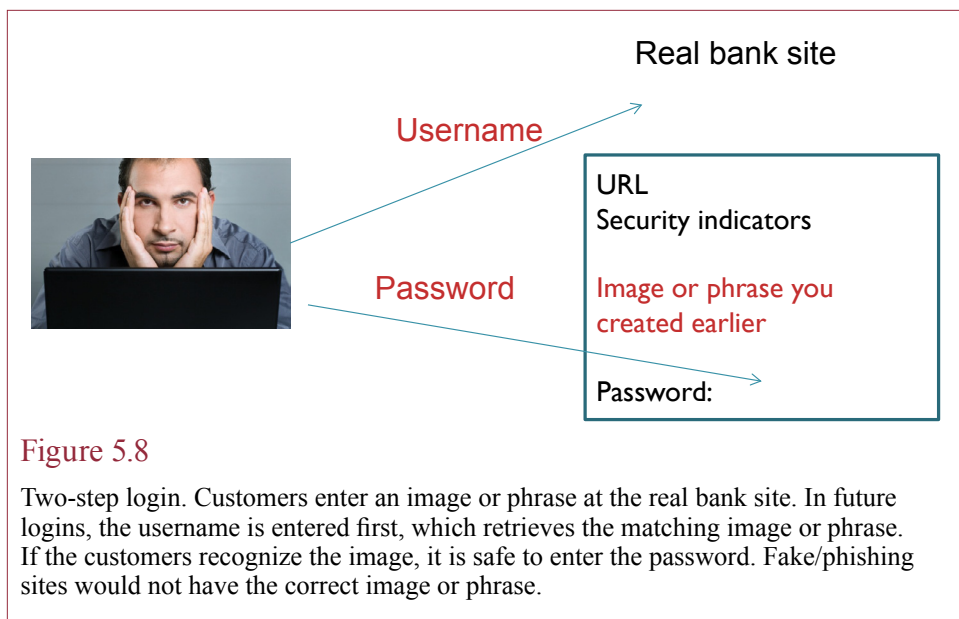 Real bank site
Username
URL
Security indicators
Password
Image or phrase you
created earlier
Password:
Figure 5.8
Two-step login. Customers enter an image or phrase at the real bank site. In future
logins, the username is entered first, which retrieves the matching image or phrase.
If the customers recognize the image, it is safe to enter the password. Fake/phishing
sites would not have the correct image or phrase.